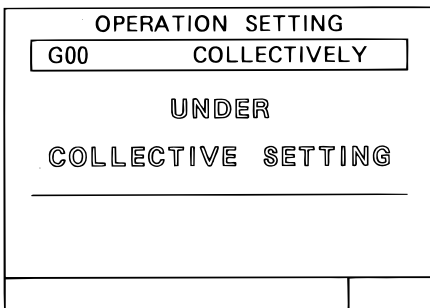 OPERATION SETTING
G00 COLLECTIVELY
UNDER
COLLECTIVE SETTING